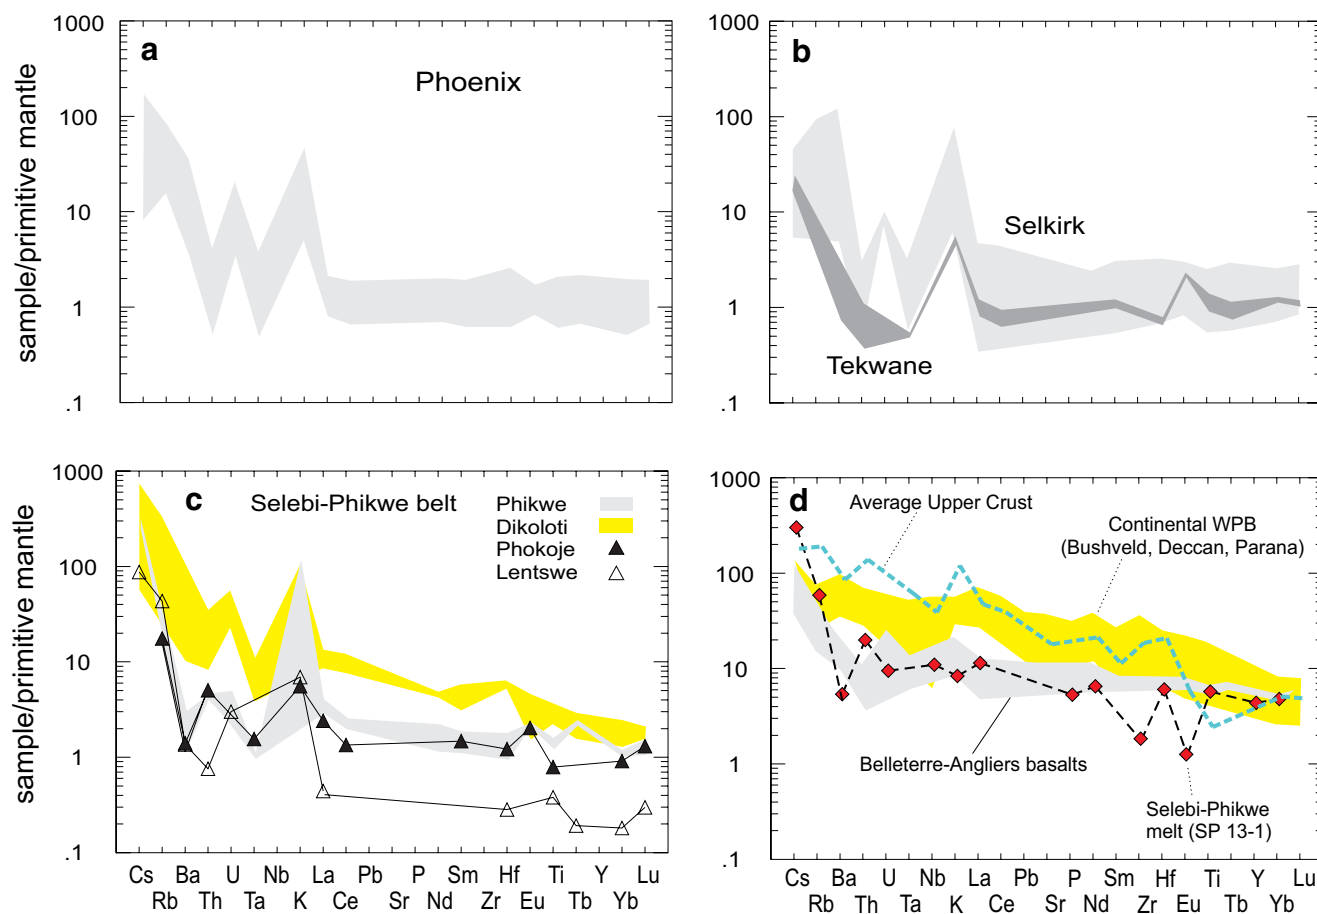 sample/primitive mantle
1000
100
10
1
.1
a
Phoenix
1000
100
10
1
.1
b
Selkirk
Tekwane
sample/primitive mantle
1000
100
10
1
.1
c
Selebi-Phikwe belt
Phikwe
Dikoloti
Phokoje
Lentswe
Cs Ba U Nb La Pb P Sm Hf Ti Y Lu
Rb Th Ta K Ce Sr Nd Zr Eu Tb Yb
1000
100
10
1
.1
d
Average Upper Crust
Continental WPB
(Bushveld, Deccan, Parana)
Belleterre-Angliers basalts
Selebi-Phikwe
melt (SP 13-1)
Cs Ba U Nb La Pb P Sm Hf Ti Y Lu
Rb Th Ta K Ce Sr Nd Zr Eu Tb Yb